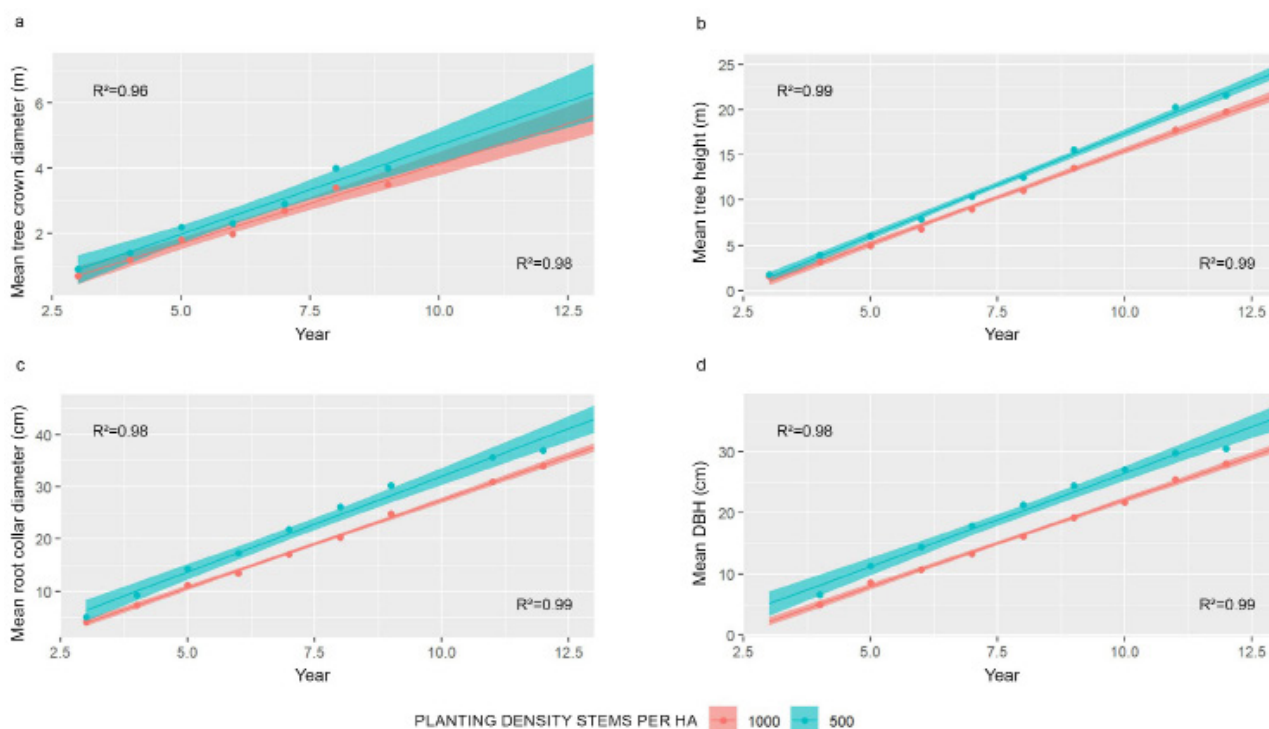 a
Mean tree crown diameter (m)
6
4
2
R²=0.96
R²=0.98
2.5 5.0 7.5 10.0 12.5
Year
b
Mean tree height (m)
25
20
15
10
5
0
R²=0.99
R²=0.99
2.5 5.0 7.5 10.0 12.5
Year
c
Mean root collar diameter (cm)
40
30
20
10
R²=0.98
R²=0.99
2.5 5.0 7.5 10.0 12.5
Year
d
Mean DBH (cm)
30
20
10
0
R²=0.98
R²=0.99
2.5 5.0 7.5 10.0 12.5
Year
PLANTING DENSITY STEMS PER HA 1000 500